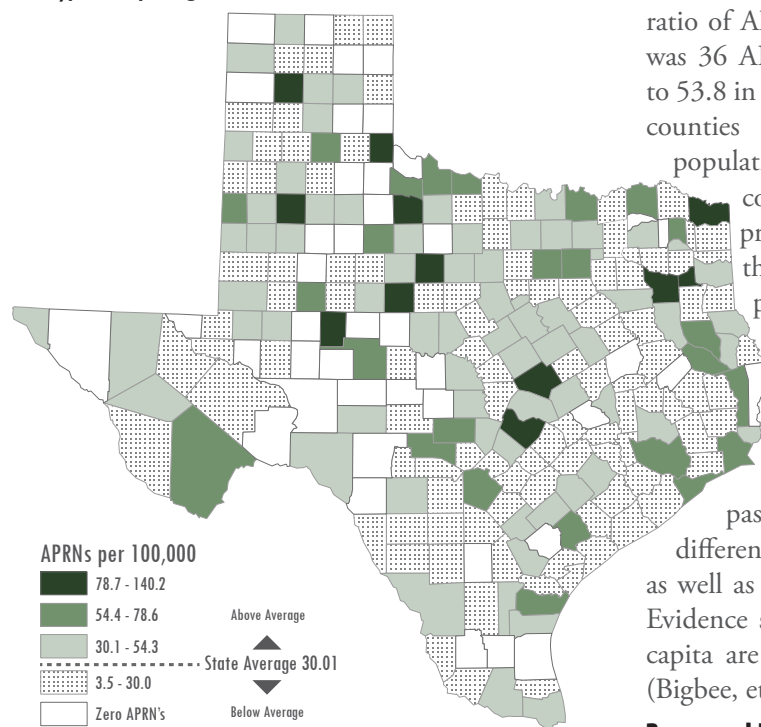 ratio of
was 36
to 53.8 in
counties
populati
co
pr
th
p
pas
differen
as well as
Evidence s
capita are
(Bigbee, et
APRNs per 100,000
78.7 - 140.2
54.4 - 78.6
30.1 - 54.3
3.5 - 30.0
Zero APRN's
Above Average
State Average 30.01
Below Average